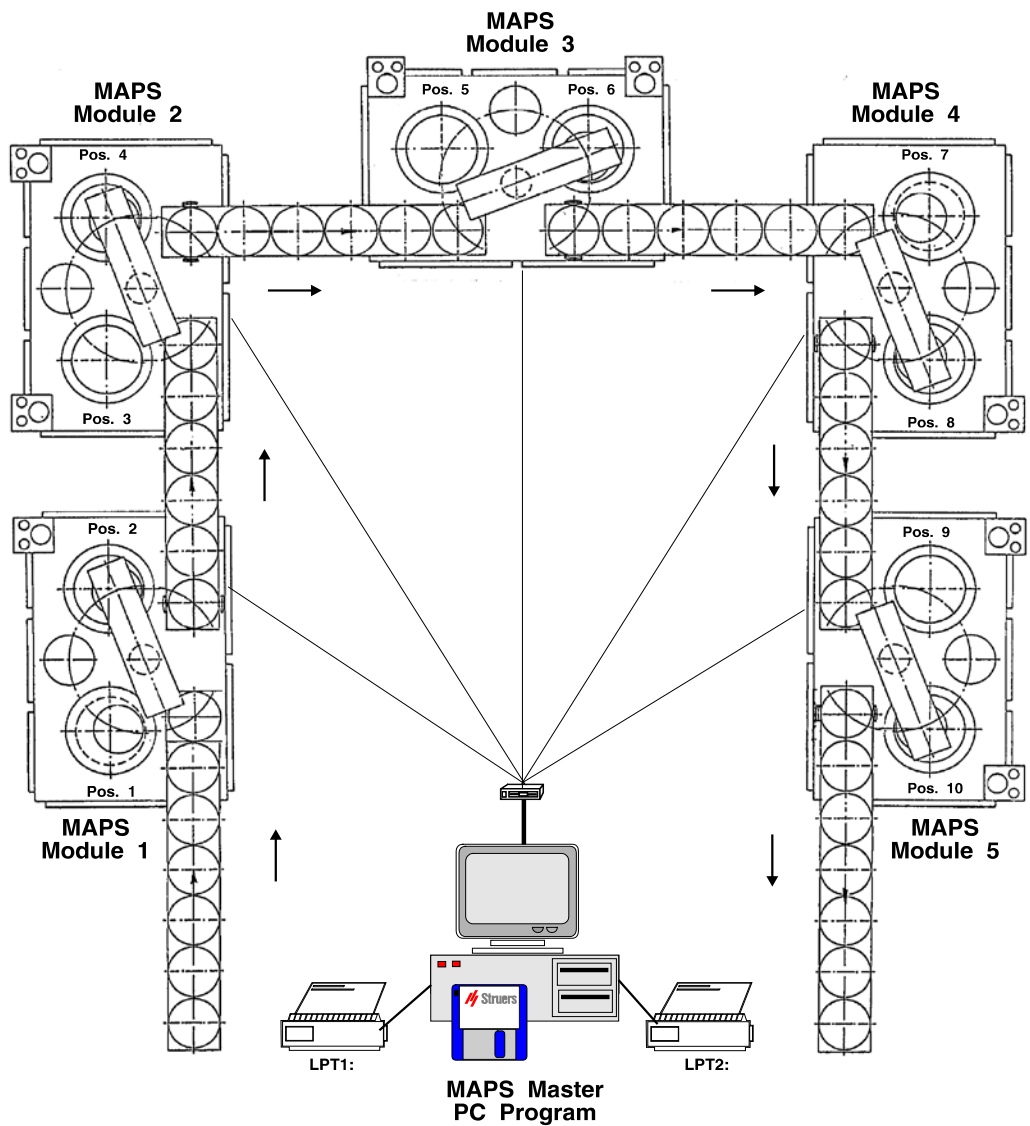 MAPS
Module 3
MAPS
Module 2
MAPS
Module 4
Pos. 5
Pos. 6
Pos. 4
Pos. 7
Pos. 3
Pos. 8
Pos. 2
Pos. 9
Pos. 1
Pos. 10
MAPS
Module 1
MAPS
Module 5
Struers
LPT1:
LPT2:
MAPS Master
PC Program